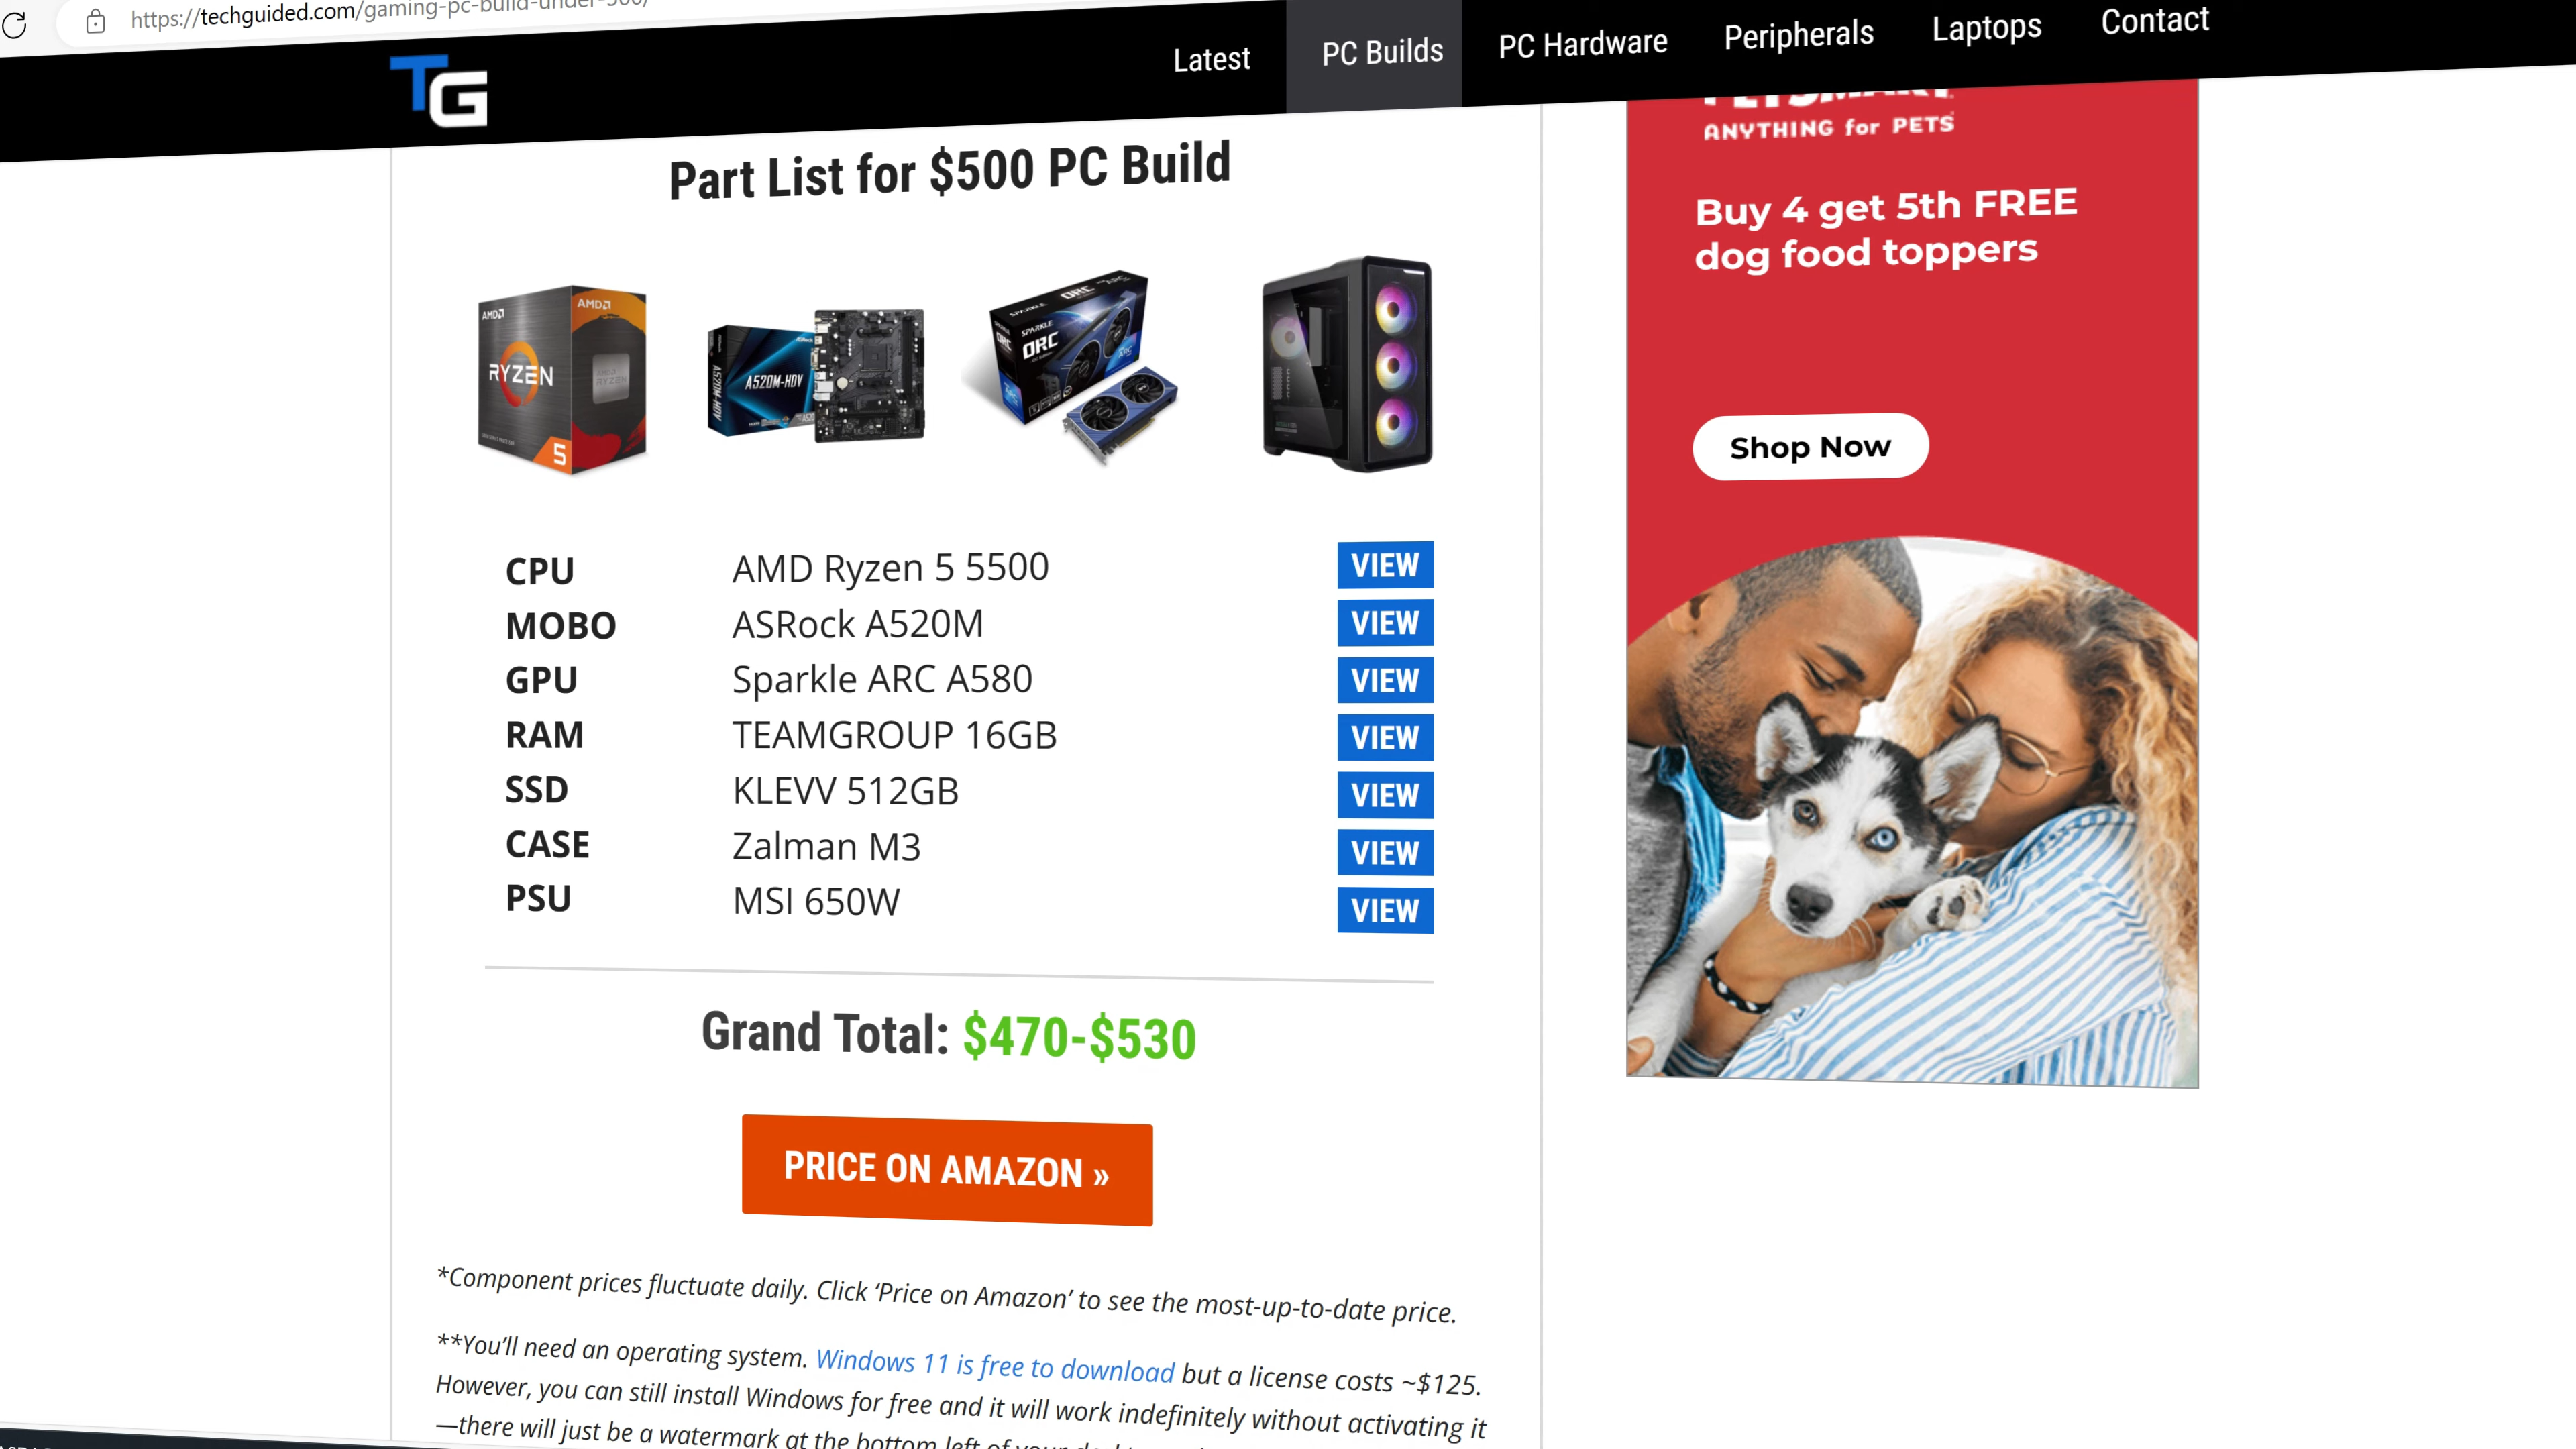 https://techguided.com/gaming-pc-build-under-500/
TG
Latest
PC Builds
PC Hardware
Peripherals
Laptops
Contact
Part List for $500 PC Build
AMD
AMD
RYZEN
RYZEN
5
A520M-HDV
A520M-HDV
SPARKLE
ORC
SPARKLE
ORC
CPU AMD Ryzen 5 5500 VIEW
MOBO ASRock A520M VIEW
GPU Sparkle ARC A580 VIEW
RAM TEAMGROUP 16GB VIEW
SSD KLEVV 512GB VIEW
CASE Zalman M3 VIEW
PSU MSI 650W VIEW
Grand Total: $470-$530
PRICE ON AMAZON »
*Component prices fluctuate daily. Click ‘Price on Amazon’ to see the most-up-to-date price.
**You’ll need an operating system. Windows 11 is free to download but a license costs ~$125.
However, you can still install Windows for free and it will work indefinitely without activating it
—there will just be a watermark at the bottom left of your
PETSMART
ANYTHING for PETS
Buy 4 get 5th FREE
dog food toppers
Shop Now